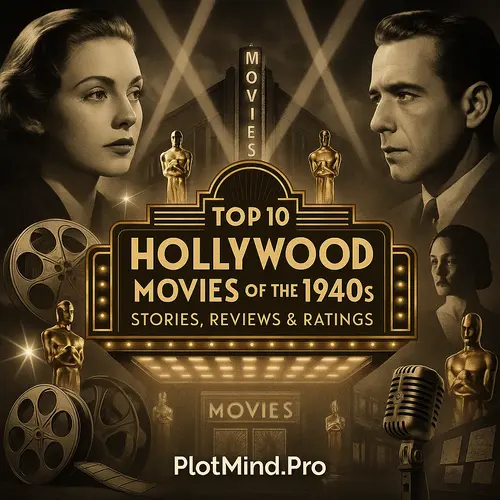 MOVIES
TOP 10
HOLLYWOOD
MOVIES OF THE 1940s
STORIES, REVIEWS & RATINGS
MOVIES
PlotMind.Pro